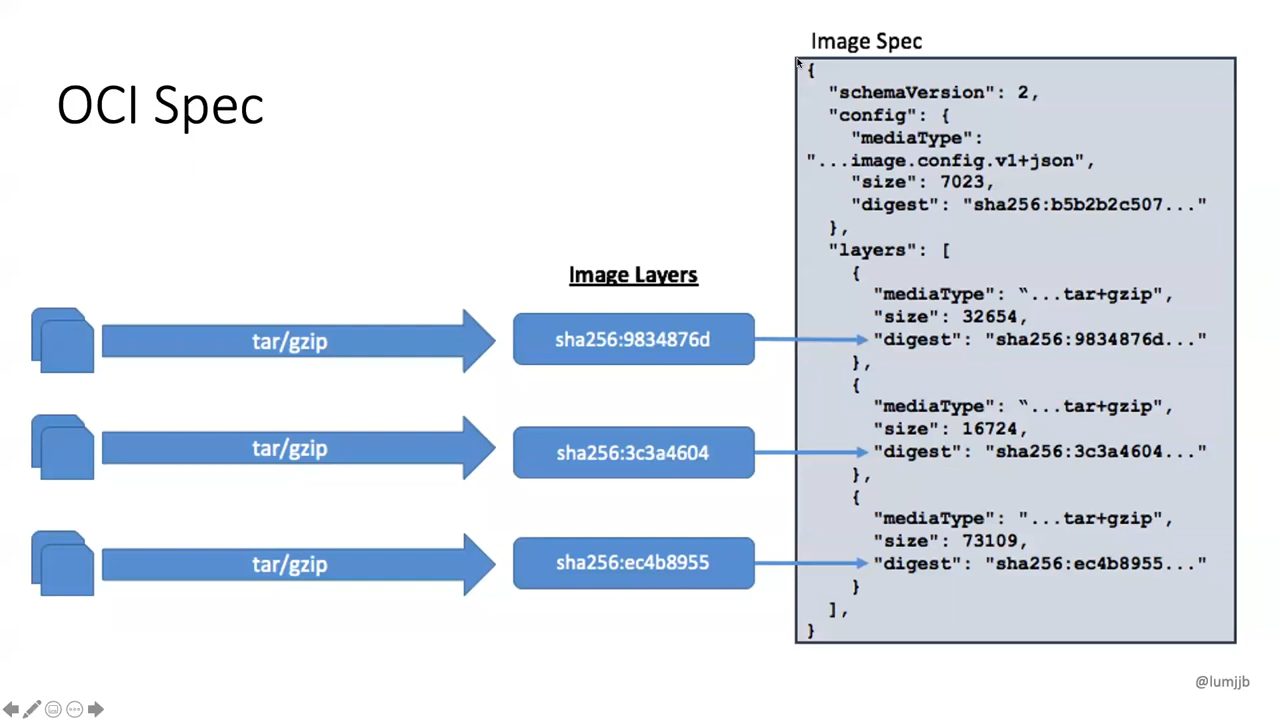 OCI Spec
Image Layers
tar/gzip
sha256:9834876d
tar/gzip
sha256:3c3a4604
tar/gzip
sha256:ec4b8955
Image Spec
{
"schemaVersion": 2,
"config": {
"mediaType":
"...image.config.v1+json",
"size": 7023,
"digest": "sha256:b5b2b2c507..."
},
"layers": [
{
"mediaType": “...tar+gzip",
"size": 32654,
"digest": "sha256:9834876d..."
},
{
"mediaType": “...tar+gzip",
"size": 16724,
"digest": "sha256:3c3a4604..."
},
{
"mediaType": "...tar+gzip",
"size": 73109,
"digest": "sha256:ec4b8955..."
}
],
}
@lumjjb